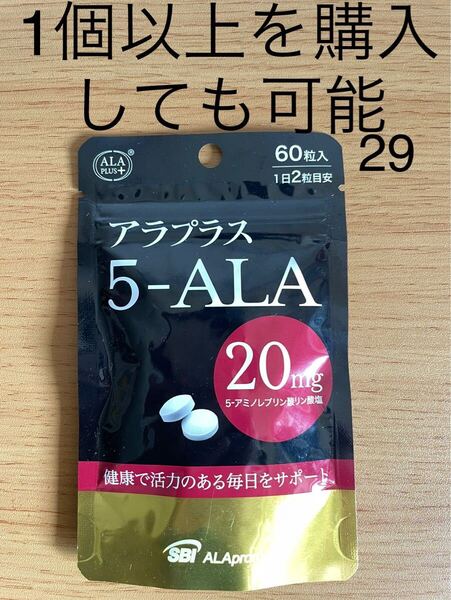 1個以上を購入
しても可能
29
ALA
PLUS+
60粒入
1日2粒目安
アラプラス
5-ALA
20mg
5-アミノレブリン酸リン酸塩
健康で活力のある毎日をサポート
SBI ALApromo